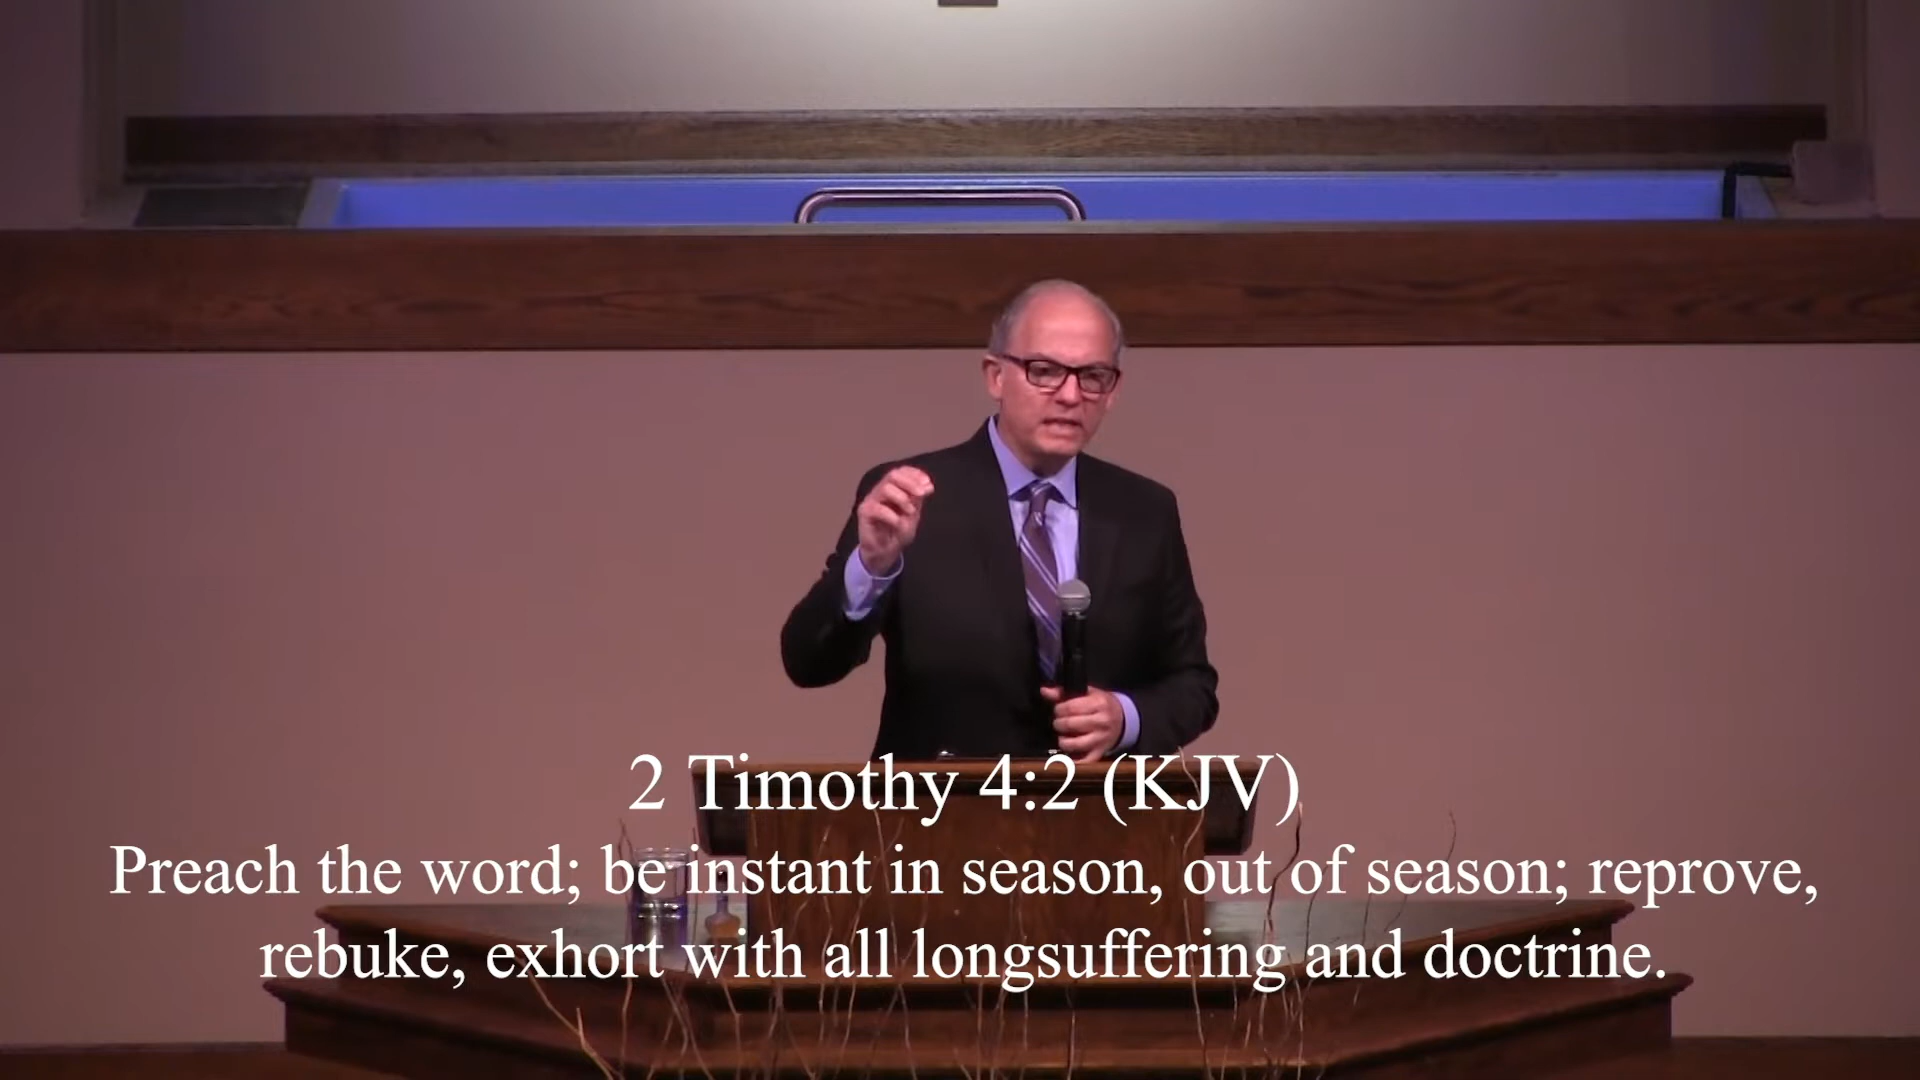 2 Timothy 4:2 (KJV)
Preach the word; be instant in season, out of season; reprove,
rebuke, exhort with all longsuffering and doctrine.